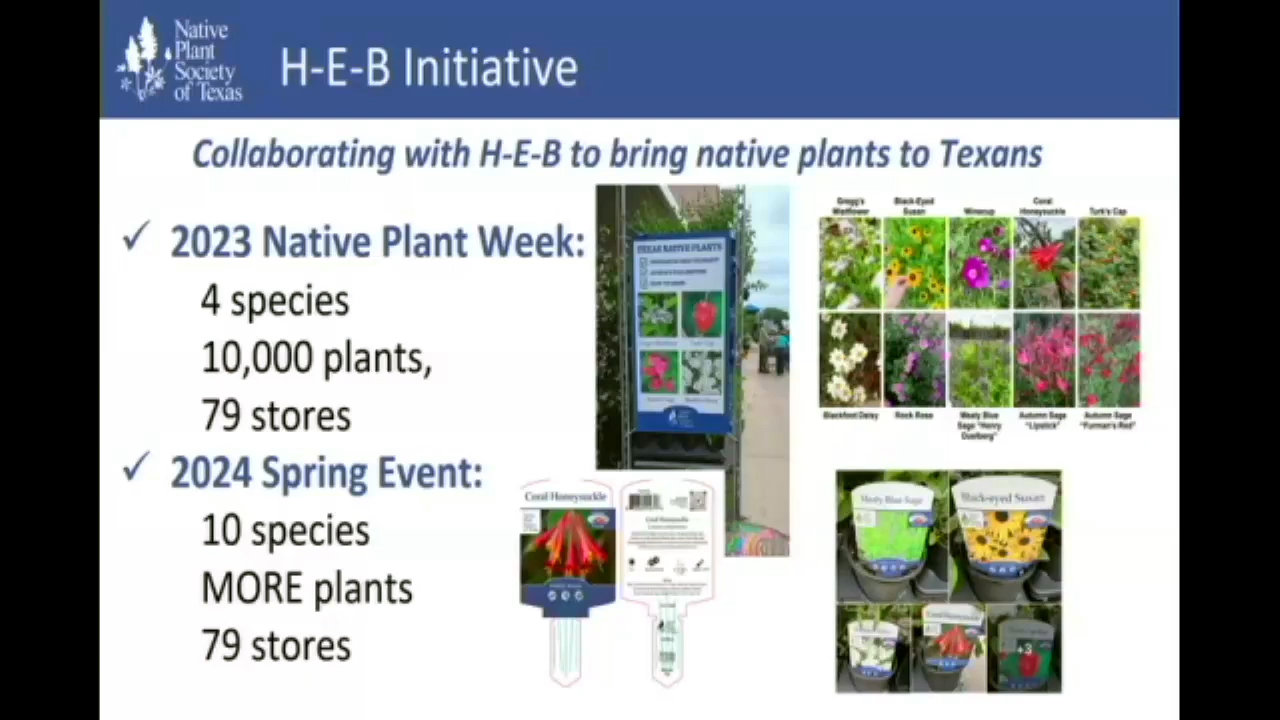 Native
Plant
Society
of Texas
H-E-B Initiative
Collaborating with H-E-B to bring native plants to Texans
✓ 2023 Native Plant Week:
4 species
10,000 plants,
79 stores
✓ 2024 Spring Event:
10 species
MORE plants
79 stores
TEXAS NATIVE PLANTS
Gregg's
Mistflower
Black-Eyed
Susan
Winecup
Coral
Honeysuckle
Turk's Cap
Blackfoot Daisy
Rock Rose
Mealy Blue
Sage "Henry
Duelberg"
Autumn Sage
"Lipstick"
Autumn Sage
"Furman's Red"
Coral Honeysuckle
Coral Honeysuckle
Mealy Blue Sage
Black-eyed Susan
Coral Honeysuckle
+3